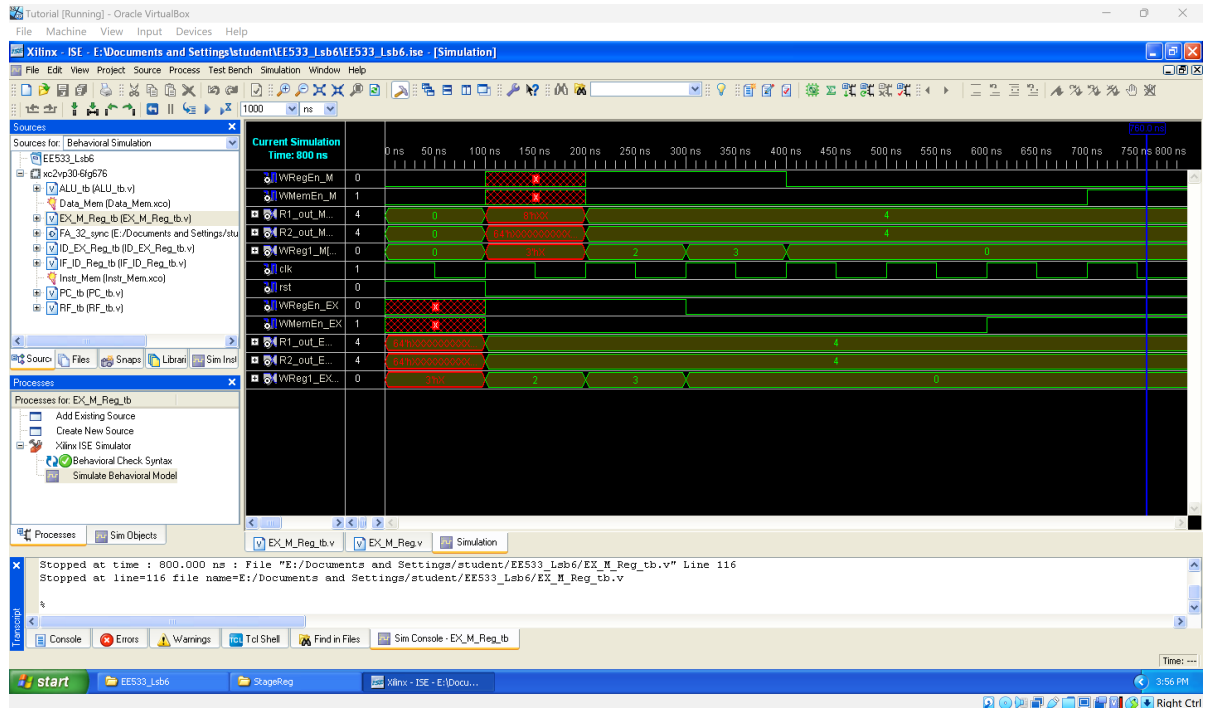 Tutorial [Running] - Oracle VirtualBox
File Machine View Input Devices Help
Xilinx - ISE - E:\Documents and Settings\student\EE533_Lsb6\EE533_Lsb6.ise - [Simulation]
File Edit View Project Source Process Test Bench Simulation Window Help
1000 ns
Sources
Sources for: Behavioral Simulation
EE533_Lsb6
xc2vp30-6fg676
ALU_tb (ALU_tb.v)
Data_Mem (Data_Mem.xco)
EX_M_Reg_tb (EX_M_Reg_tb.v)
FA_32_sync (E:/Documents and Settings/stu
ID_EX_Reg_tb (ID_EX_Reg_tb.v)
IF_ID_Reg_tb (IF_ID_Reg_tb.v)
Instr_Mem (Instr_Mem.xco)
PC_tb (PC_tb.v)
RF_tb (RF_tb.v)
Sourc Files Snaps Librari Sim Inst
Processes
Processes for: EX_M_Reg_tb
Add Existing Source
Create New Source
Xilinx ISE Simulator
Behavioral Check Syntax
Simulate Behavioral Model
Processes Sim Objects
Current Simulation
Time: 800 ns
760.0 ns
0 ns 50 ns 100 ns 150 ns 200 ns 250 ns 300 ns 350 ns 400 ns 450 ns 500 ns 550 ns 600 ns 650 ns 700 ns 750 ns 800 ns
WRegEn_M 0 X
WMemEn_M 1 X
R1_out_M... 4 0 4
R2_out_M... 4 0 4
WReg1_M[... 0 0 2 3 0
clk 1
rst 0
WRegEn_EX 0 X
WMemEn_EX 1 X
R1_out_E... 4 4
R2_out_E... 4 4
WReg1_EX... 0 2 3 0
EX_M_Reg_tb.v EX_M_Reg.v Simulation
Stopped at time : 800.000 ns : File "E:/Documents and Settings/student/EE533_Lsb6/EX_M_Reg_tb.v" Line 116
Stopped at line=116 file name=E:/Documents and Settings/student/EE533_Lsb6/EX_M_Reg_tb.v
%
Transcript
Console Errors Warnings Tcl Shell Find in Files Sim Console - EX_M_Reg_tb
Time: ---
start EE533_Lsb6 StageReg Xilinx - ISE - E:\Docu... 3:56 PM
Right Ctrl